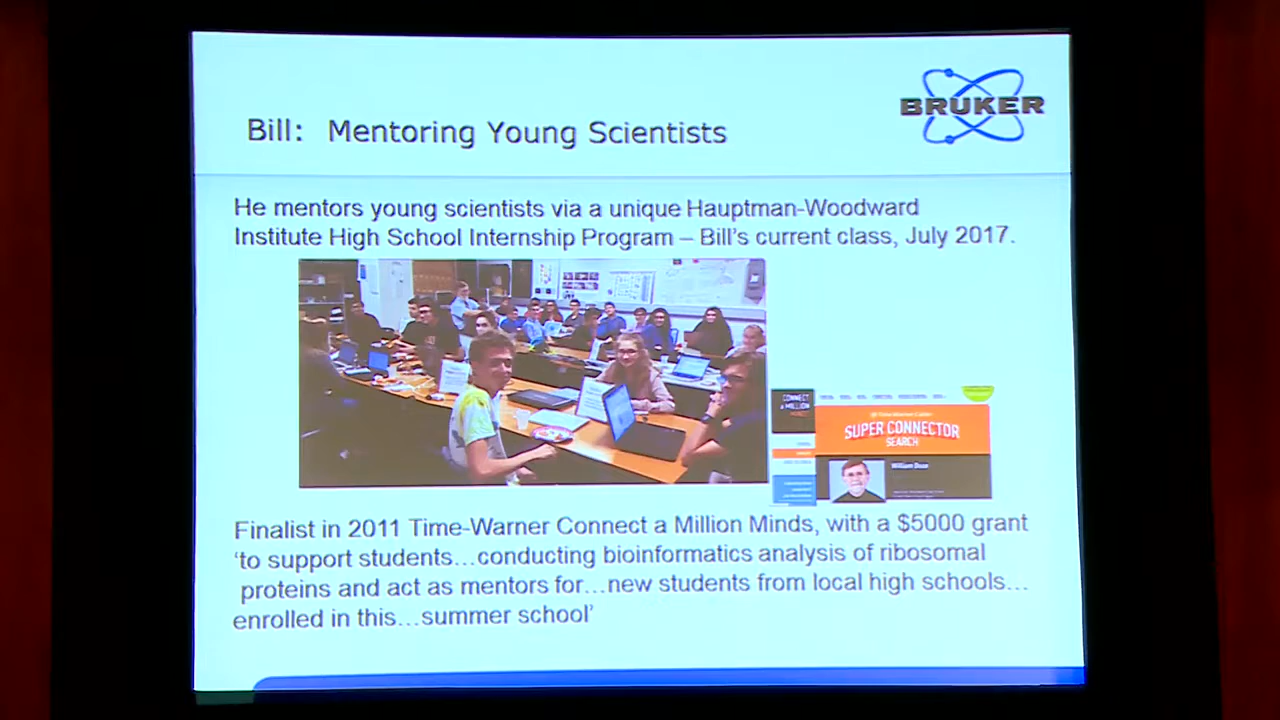 BRUKER
Bill: Mentoring Young Scientists
He mentors young scientists via a unique Hauptman-Woodward
Institute High School Internship Program – Bill's current class, July 2017.
CONNECT
A MILLION
MINDS
SUPER CONNECTOR
SEARCH
William Duax
Finalist in 2011 Time-Warner Connect a Million Minds, with a $5000 grant
'to support students…conducting bioinformatics analysis of ribosomal
proteins and act as mentors for…new students from local high schools…
enrolled in this…summer school'